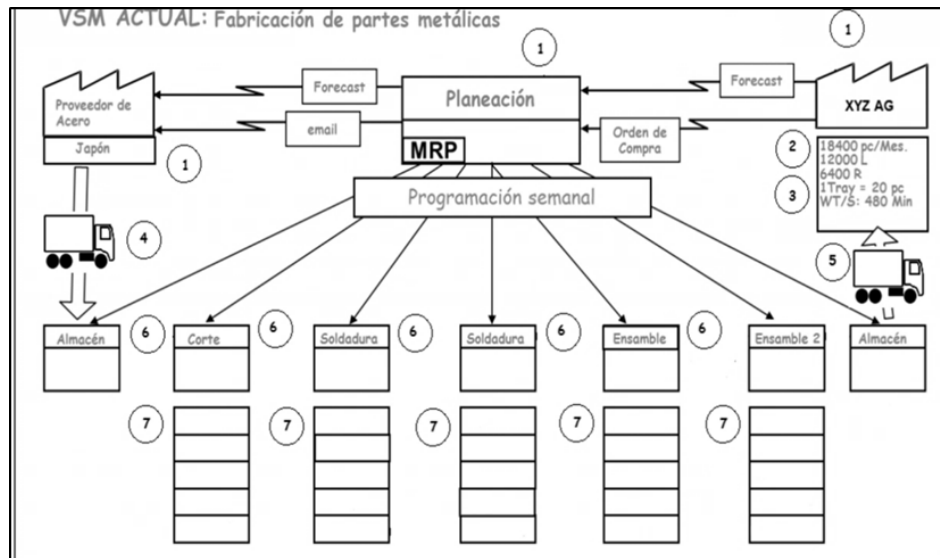 VSM ACTUAL: Fabricación de partes metálicas
1
1
Forecast
Planeación
Forecast
Proveedor de
Acero
XYZ AG
email
Orden de
Compra
Japón
MRP
1
2
18400 pc/Mes.
12000 L
6400 R
1Tray = 20 pc
WT/S: 480 Min
3
Programación semanal
4
5
Almacén
6
Corte
6
Soldadura
6
Soldadura
6
Ensamble
6
Ensamble 2
Almacén
7
7
7
7
7